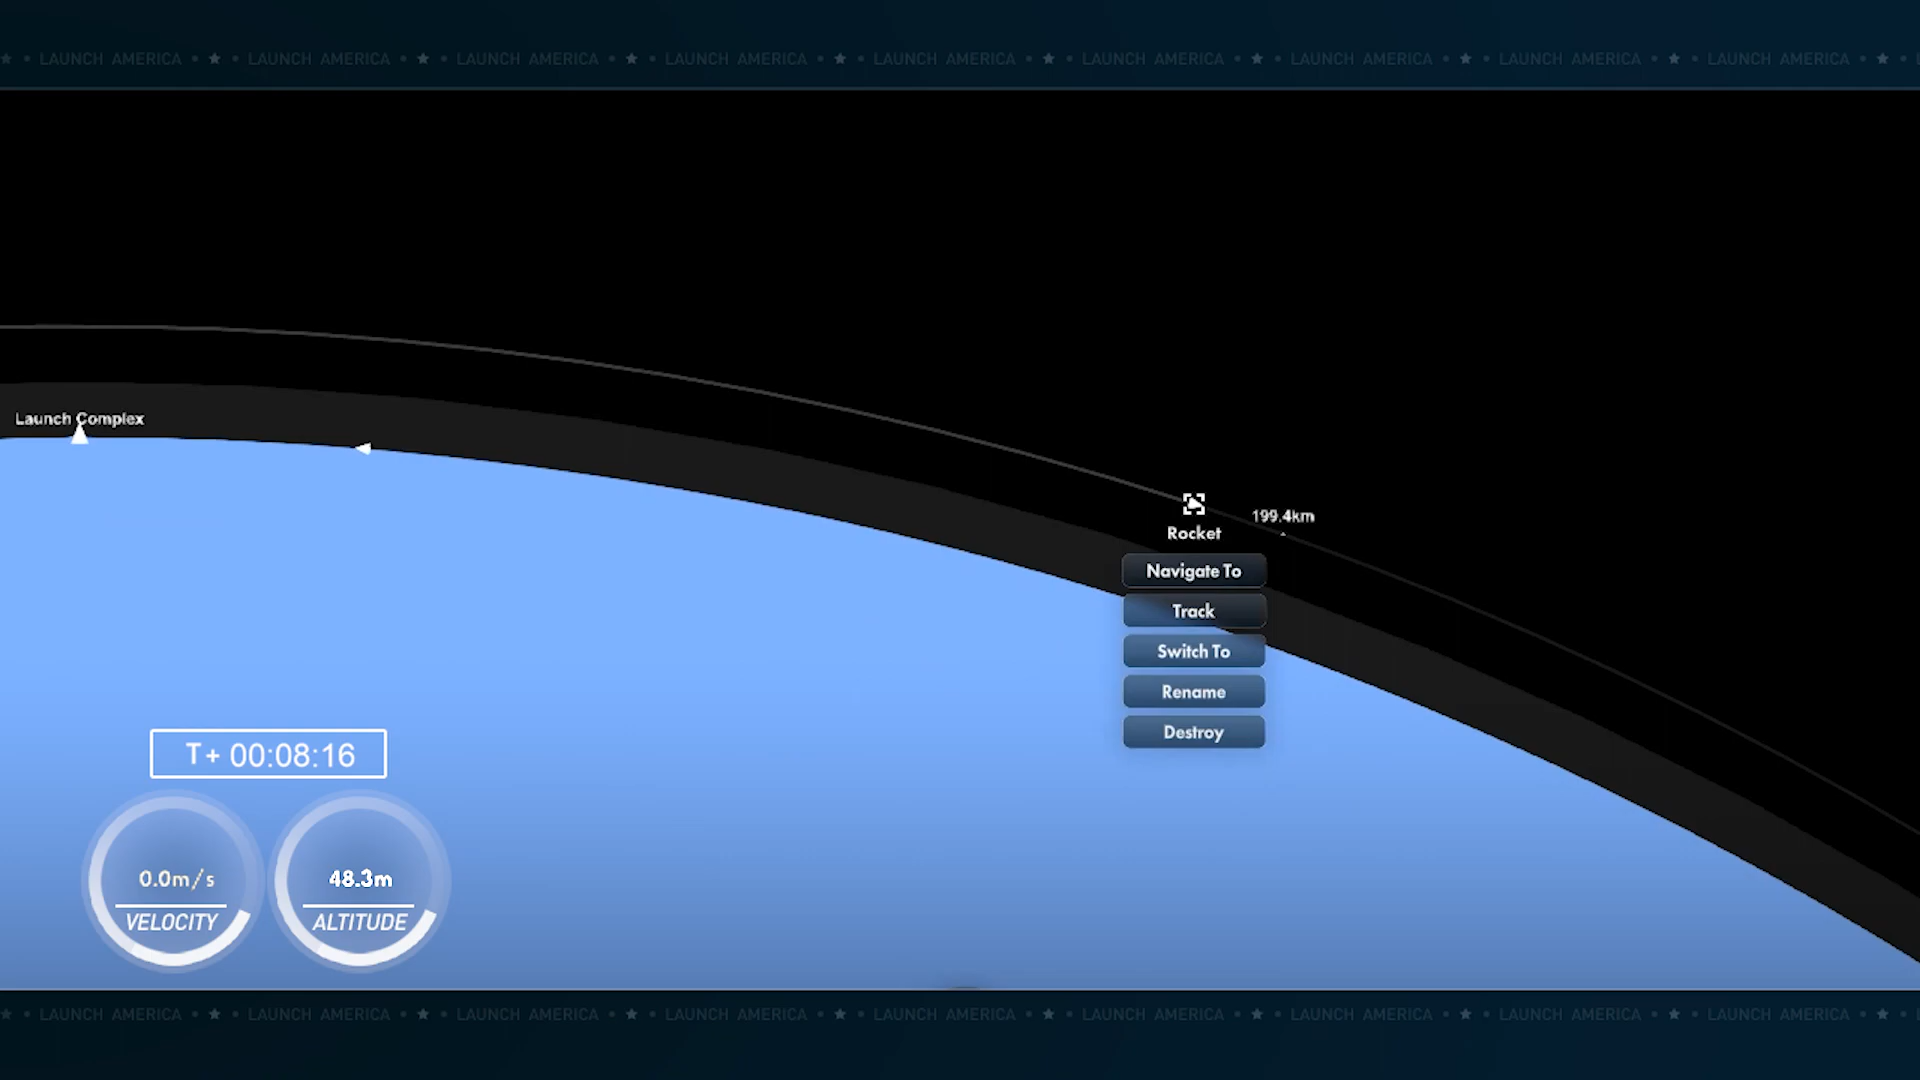 ★ • LAUNCH AMERICA • ★ • LAUNCH AMERICA • ★ • LAUNCH AMERICA • ★ • LAUNCH AMERICA • ★ • LAUNCH AMERICA • ★ • LAUNCH AMERICA • ★ • LAUNCH AMERICA • ★ • LAUNCH AMERICA • ★ • LAUNCH AMERICA • ★ •
Launch Complex
199.4km
Rocket
Navigate To
Track
Switch To
Rename
Destroy
T+ 00:08:16
0.0m/s
VELOCITY
48.3m
ALTITUDE
★ • LAUNCH AMERICA • ★ • LAUNCH AMERICA • ★ • LAUNCH AMERICA • ★ • LAUNCH AMERICA • ★ • LAUNCH AMERICA • ★ • LAUNCH AMERICA • ★ • LAUNCH AMERICA • ★ • LAUNCH AMERICA • ★ • LAUNCH AMERICA • ★ •